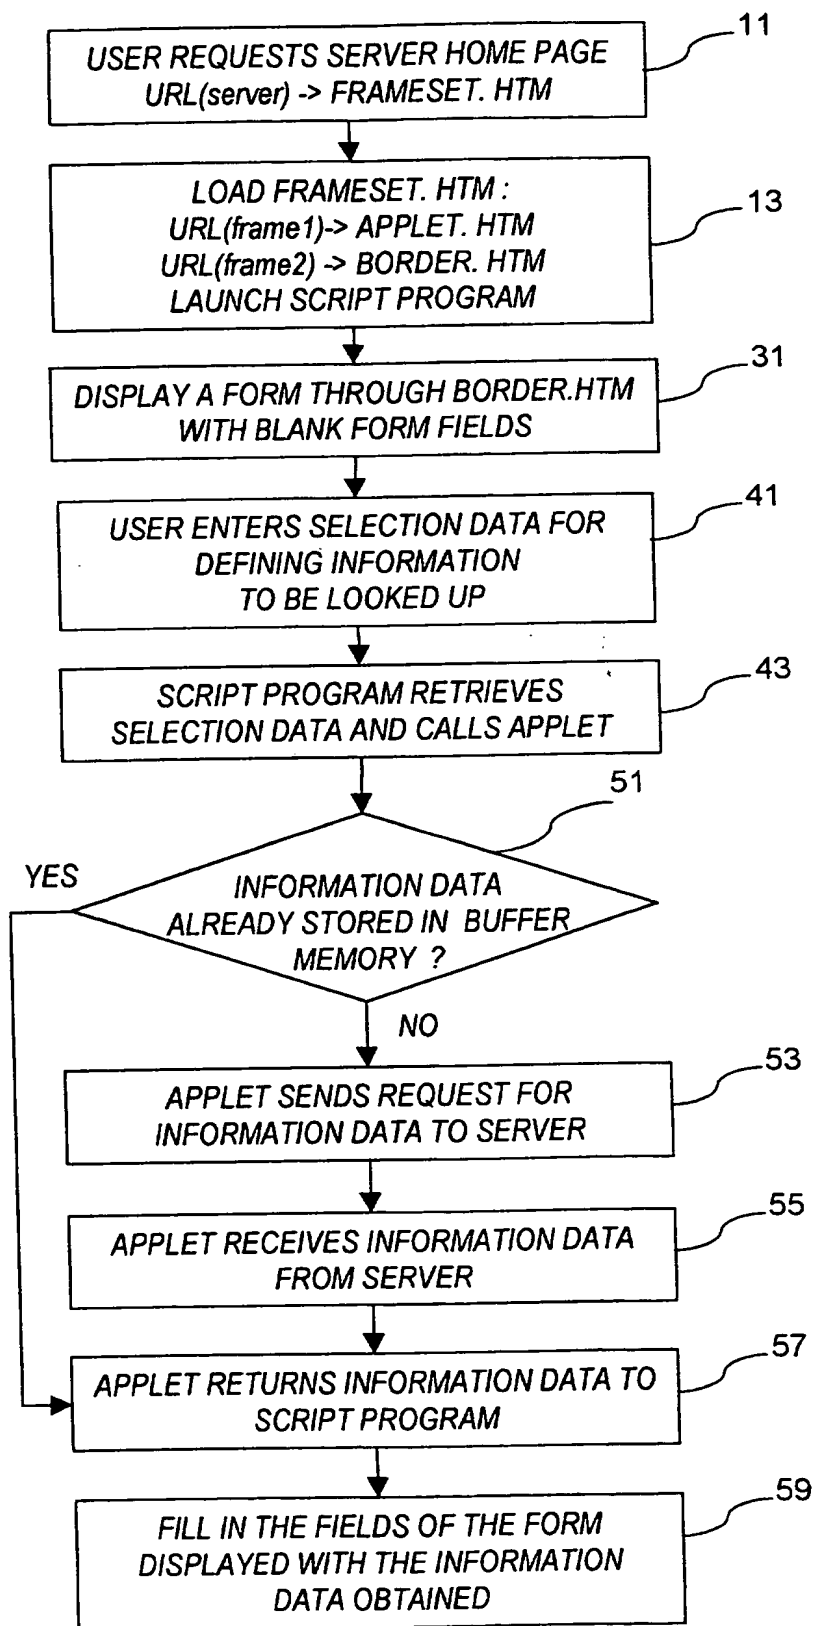 11
USER REQUESTS SERVER HOME PAGE
URL(server) -> FRAMESET. HTM
13
LOAD FRAMESET. HTM :
URL(frame1)-> APPLET. HTM
URL(frame2) -> BORDER. HTM
LAUNCH SCRIPT PROGRAM
31
DISPLAY A FORM THROUGH BORDER.HTM
WITH BLANK FORM FIELDS
41
USER ENTERS SELECTION DATA FOR
DEFINING INFORMATION
TO BE LOOKED UP
43
SCRIPT PROGRAM RETRIEVES
SELECTION DATA AND CALLS APPLET
51
YES
INFORMATION DATA
ALREADY STORED IN BUFFER
MEMORY ?
NO
53
APPLET SENDS REQUEST FOR
INFORMATION DATA TO SERVER
55
APPLET RECEIVES INFORMATION DATA
FROM SERVER
57
APPLET RETURNS INFORMATION DATA TO
SCRIPT PROGRAM
59
FILL IN THE FIELDS OF THE FORM
DISPLAYED WITH THE INFORMATION
DATA OBTAINED